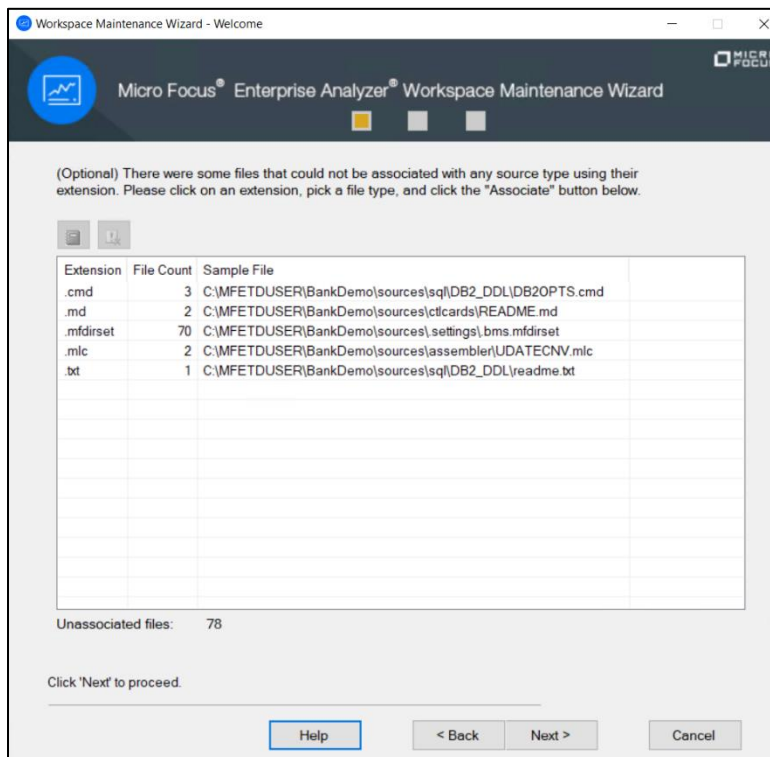 Workspace Maintenance Wizard - Welcome
Micro Focus® Enterprise Analyzer® Workspace Maintenance Wizard
(Optional) There were some files that could not be associated with any source type using their
extension. Please click on an extension, pick a file type, and click the "Associate" button below.
Extension File Count Sample File
.cmd 3 C:\MFETDUSER\BankDemo\sources\sql\DB2_DDL\DB2OPTS.cmd
.md 2 C:\MFETDUSER\BankDemo\sources\ctlcards\README.md
.mfdirset 70 C:\MFETDUSER\BankDemo\sources\.settings\.bms.mfdirset
.mlc 2 C:\MFETDUSER\BankDemo\sources\assembler\UDATECNV.mlc
.txt 1 C:\MFETDUSER\BankDemo\sources\sql\DB2_DDL\readme.txt
Unassociated files: 78
Click 'Next' to proceed.
Help < Back Next > Cancel